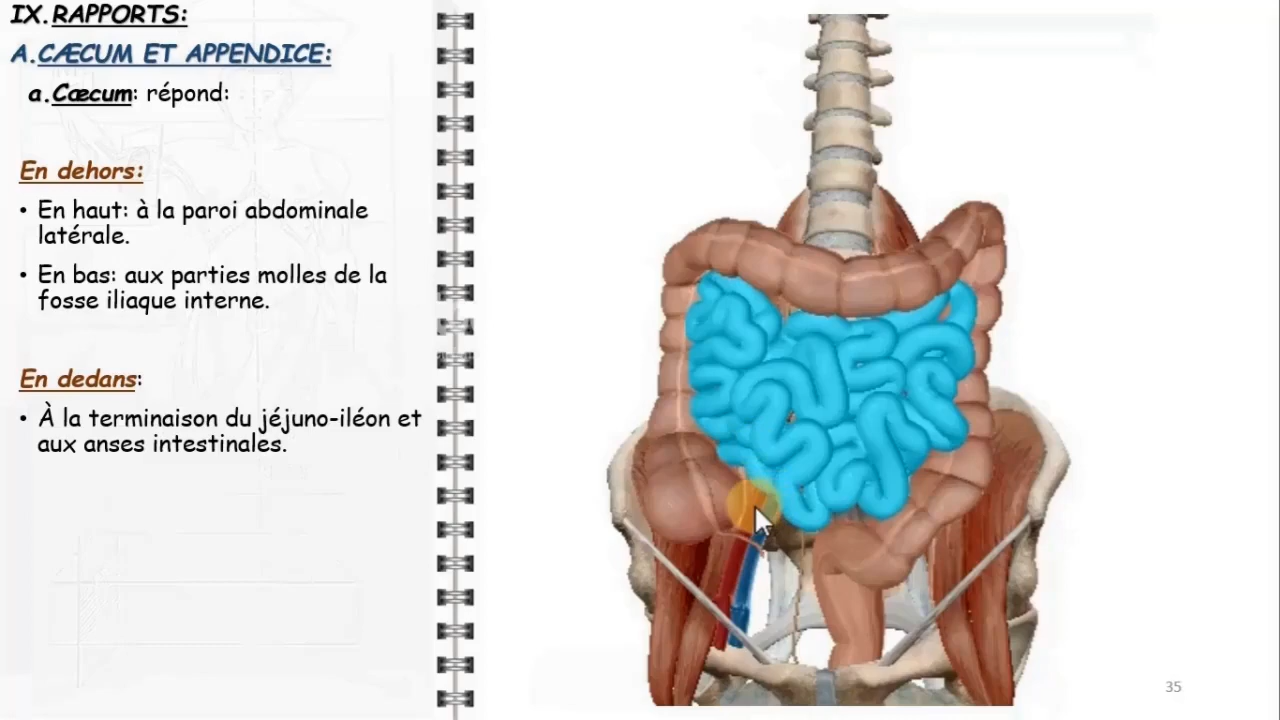 IX.RAPPORTS:
A.CÆCUM ET APPENDICE:
a.Cæcum: répond:
En dehors:
• En haut: à la paroi abdominale
latérale.
• En bas: aux parties molles de la
fosse iliaque interne.
En dedans:
• À la terminaison du jéjuno-iléon et
aux anses intestinales.
35